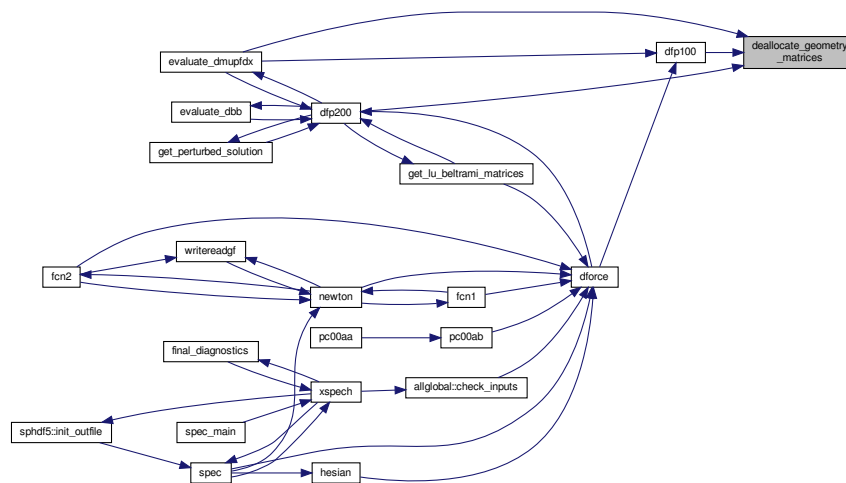 deallocate_geometry
_matrices
dfp100
evaluate_dmupfdx
evaluate_dbb
dfp200
get_perturbed_solution
get_lu_beltrami_matrices
writereadgf
fcn2
dforce
newton
fcn1
pc00aa
pc00ab
final_diagnostics
xspech
allglobal::check_inputs
sphdf5::init_outfile
spec_main
spec
hesian